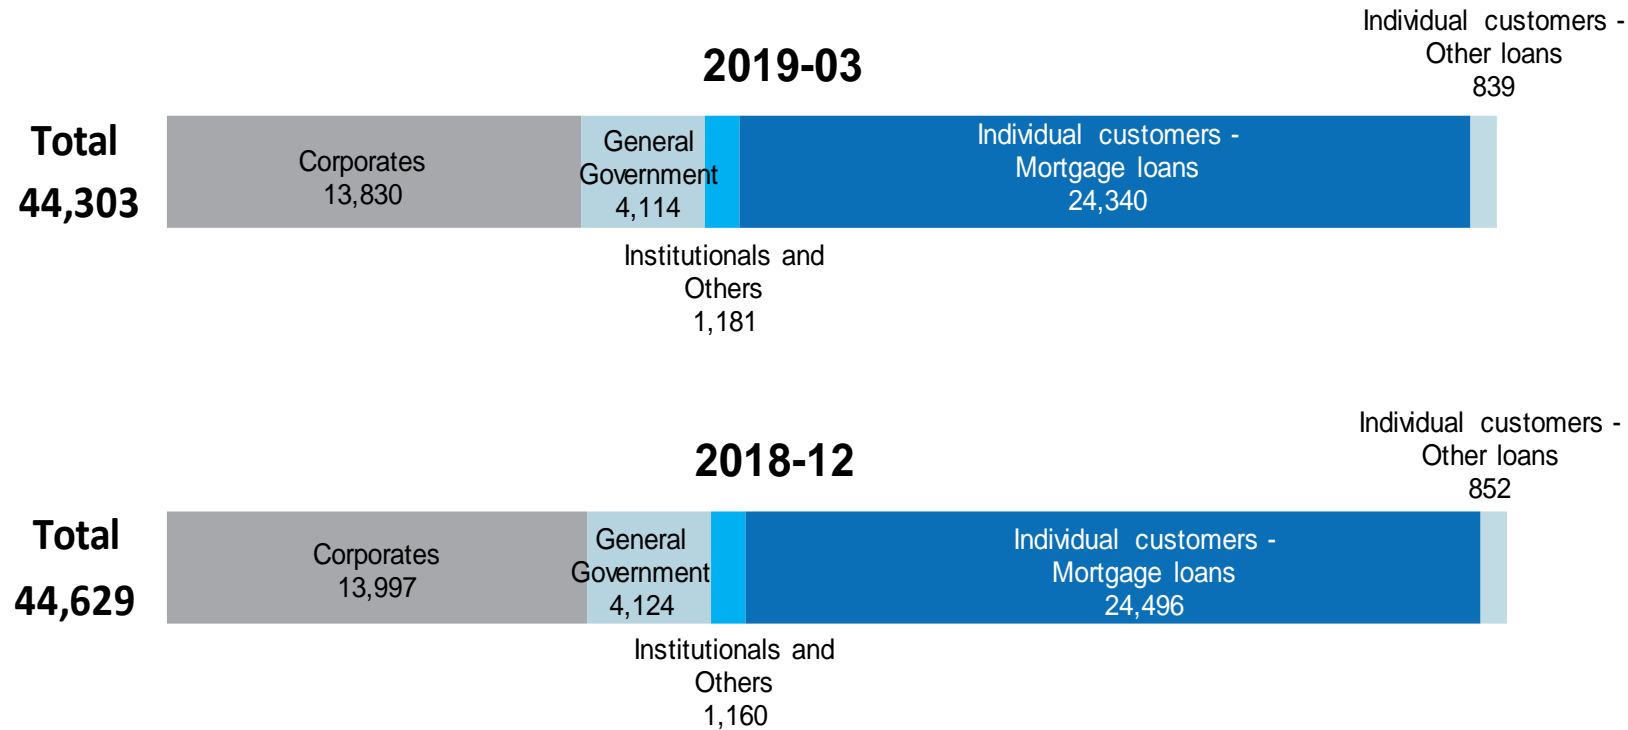 2019-03
Individual customers -
Other loans
839
Total
44,303
Corporates
13,830
General
Government
4,114
Institutionals and
Others
1,181
Individual customers -
Mortgage loans
24,340
2018-12
Individual customers -
Other loans
852
Total
44,629
Corporates
13,997
General
Government
4,124
Institutionals and
Others
1,160
Individual customers -
Mortgage loans
24,496